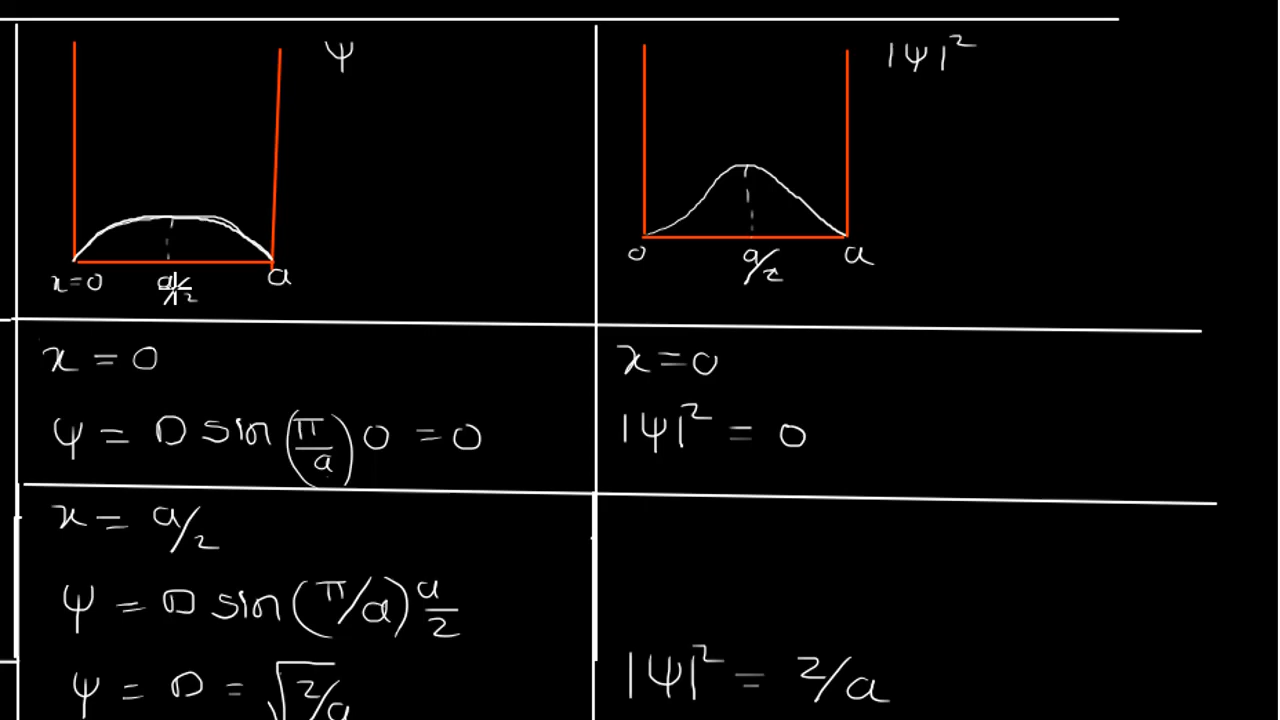 ψ
x=0 a/2 a
|ψ|²
0 a/2 a
x = 0
ψ = D sin(π/a) 0 = 0
x = 0
|ψ|² = 0
x = a/2
ψ = D sin(π/a) a/2
ψ = D = √2/a
|ψ|² = 2/a